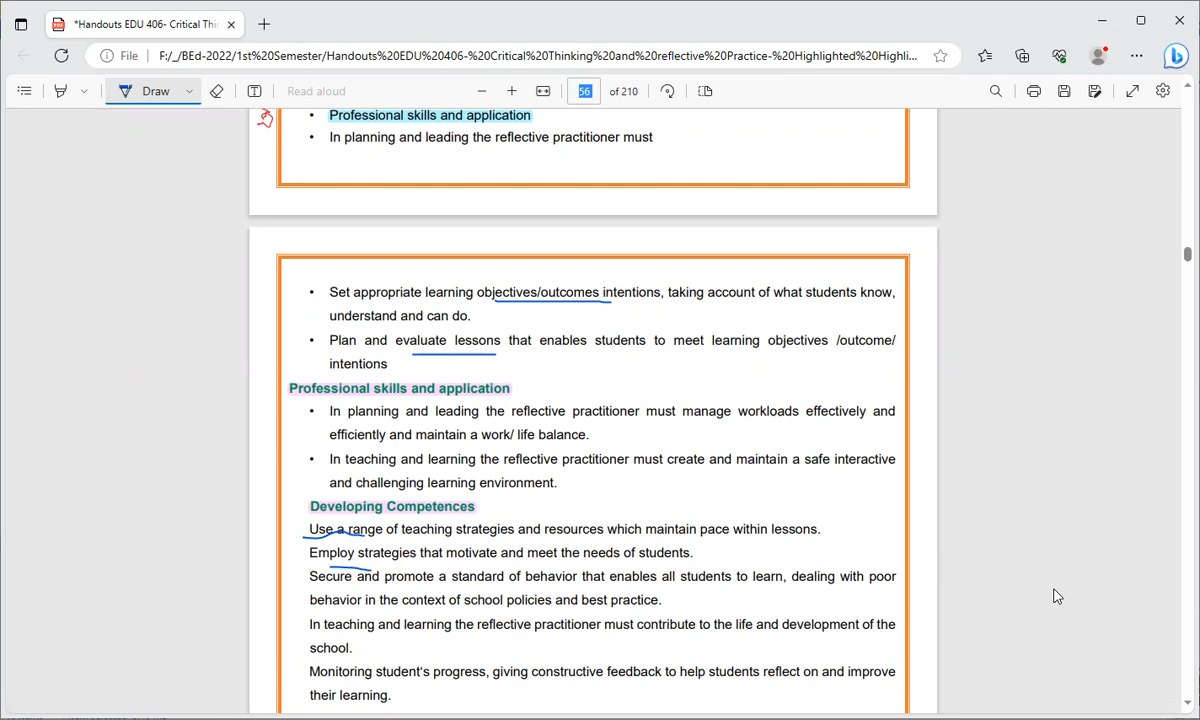 *Handouts EDU 406- Critical Thin
File
F:/_/BEd-2022/1st%20Semester/Handouts%20EDU%20406-%20Critical%20Thinking%20and%20reflective%20Practice-%20Highlighted%20Highli...
Draw
Read aloud
56 of 210
• Professional skills and application
• In planning and leading the reflective practitioner must
• Set appropriate learning objectives/outcomes intentions, taking account of what students know,
understand and can do.
• Plan and evaluate lessons that enables students to meet learning objectives /outcome/
intentions
Professional skills and application
• In planning and leading the reflective practitioner must manage workloads effectively and
efficiently and maintain a work/ life balance.
• In teaching and learning the reflective practitioner must create and maintain a safe interactive
and challenging learning environment.
Developing Competences
Use a range of teaching strategies and resources which maintain pace within lessons.
Employ strategies that motivate and meet the needs of students.
Secure and promote a standard of behavior that enables all students to learn, dealing with poor
behavior in the context of school policies and best practice.
In teaching and learning the reflective practitioner must contribute to the life and development of the
school.
Monitoring student's progress, giving constructive feedback to help students reflect on and improve
their learning.